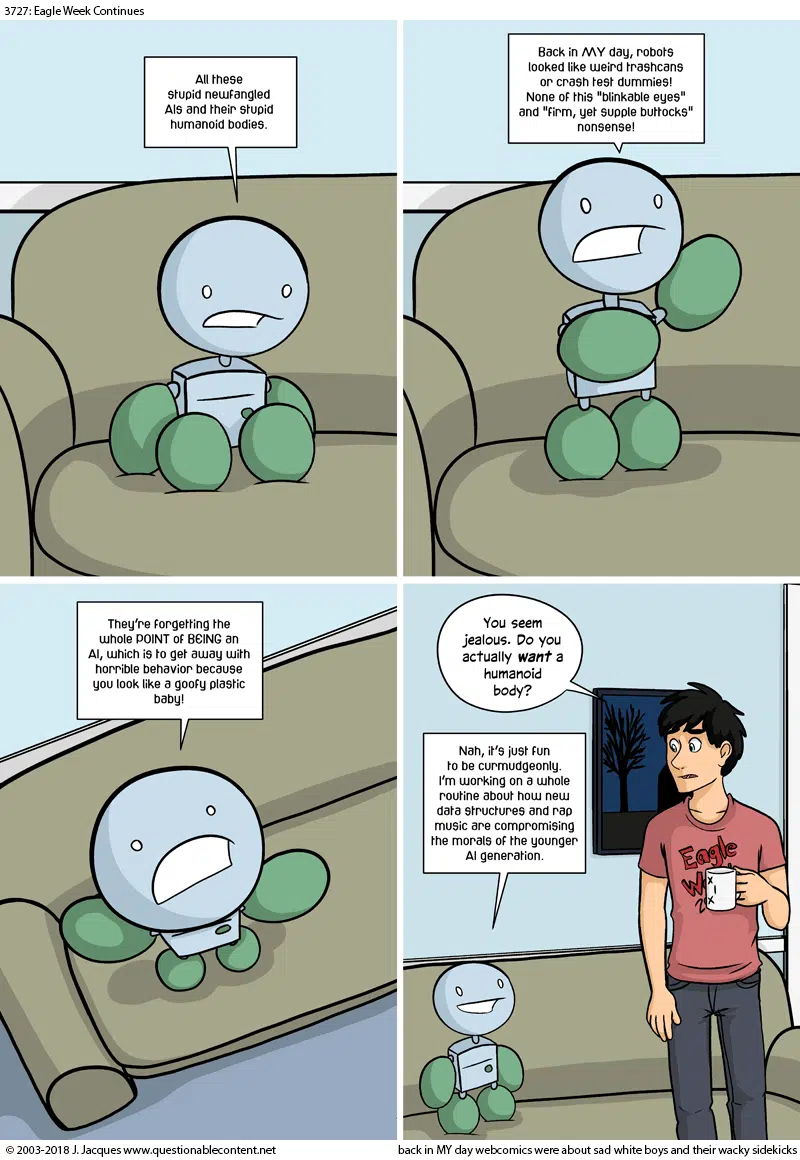 3727: Eagle Week Continues
All these
stupid newfangled
AIs and their stupid
humanoid bodies.
Back in MY day, robots
looked like weird trashcans
or crash test dummies!
None of this "blinkable eyes"
and "firm, yet supple buttocks"
nonsense!
They're forgetting the
whole POINT of BEING an
AI, which is to get away with
horrible behavior because
you look like a goofy plastic
baby!
You seem
jealous. Do you
actually want a
humanoid
body?
Nah, it's just fun
to be curmudgeonly.
I'm working on a whole
routine about how new
data structures and rap
music are compromising
the morals of the younger
AI generation.
Eagle
© 2003-2018 J. Jacques www.questionablecontent.net
back in MY day webcomics were about sad white boys and their wacky sidekicks